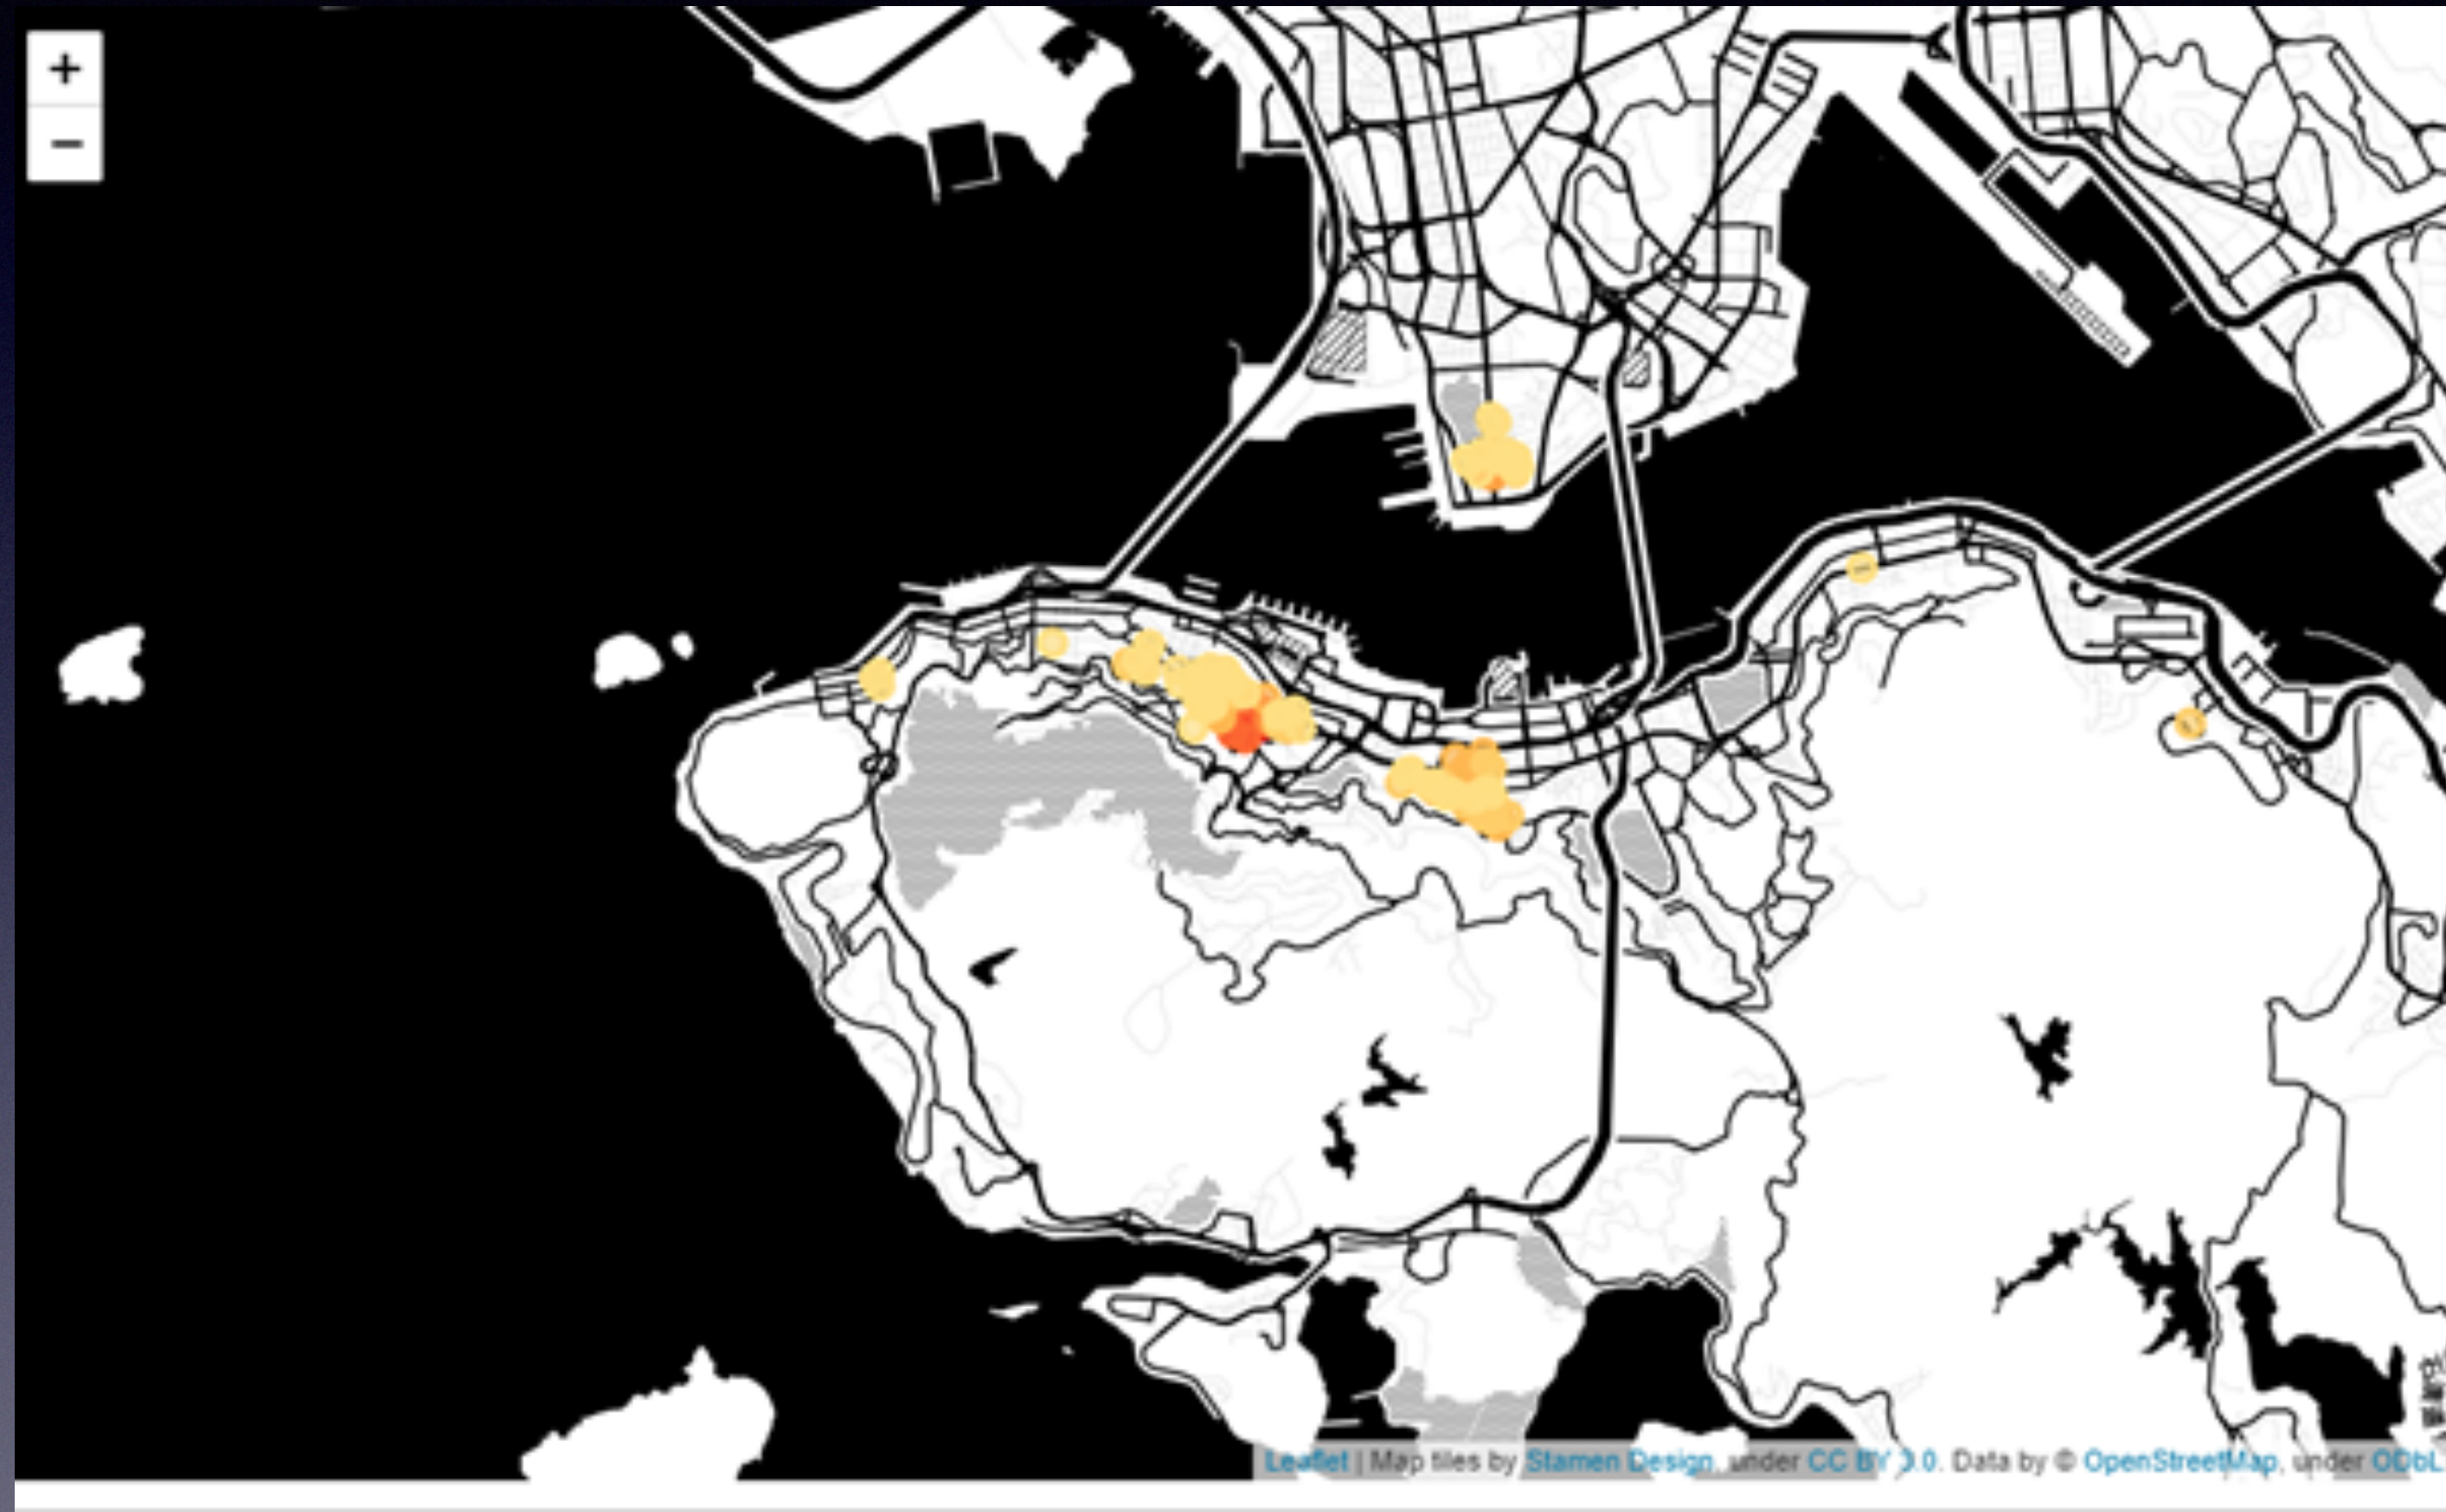 +
−
Leaflet | Map tiles by Stamen Design, under CC BY 3.0. Data by © OpenStreetMap, under ODbL